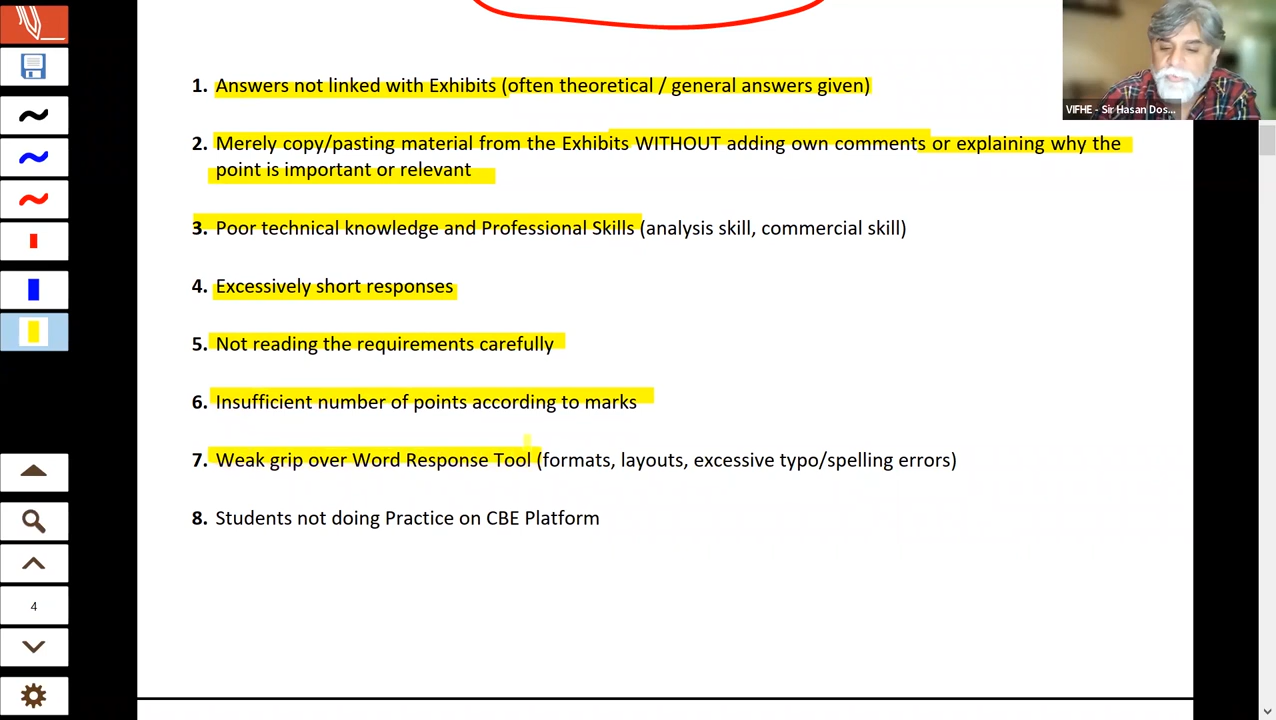 VIFHE - Sir Hasan Dos...
1. Answers not linked with Exhibits (often theoretical / general answers given)
2. Merely copy/pasting material from the Exhibits WITHOUT adding own comments or explaining why the
point is important or relevant
3. Poor technical knowledge and Professional Skills (analysis skill, commercial skill)
4. Excessively short responses
5. Not reading the requirements carefully
6. Insufficient number of points according to marks
7. Weak grip over Word Response Tool (formats, layouts, excessive typo/spelling errors)
8. Students not doing Practice on CBE Platform
4